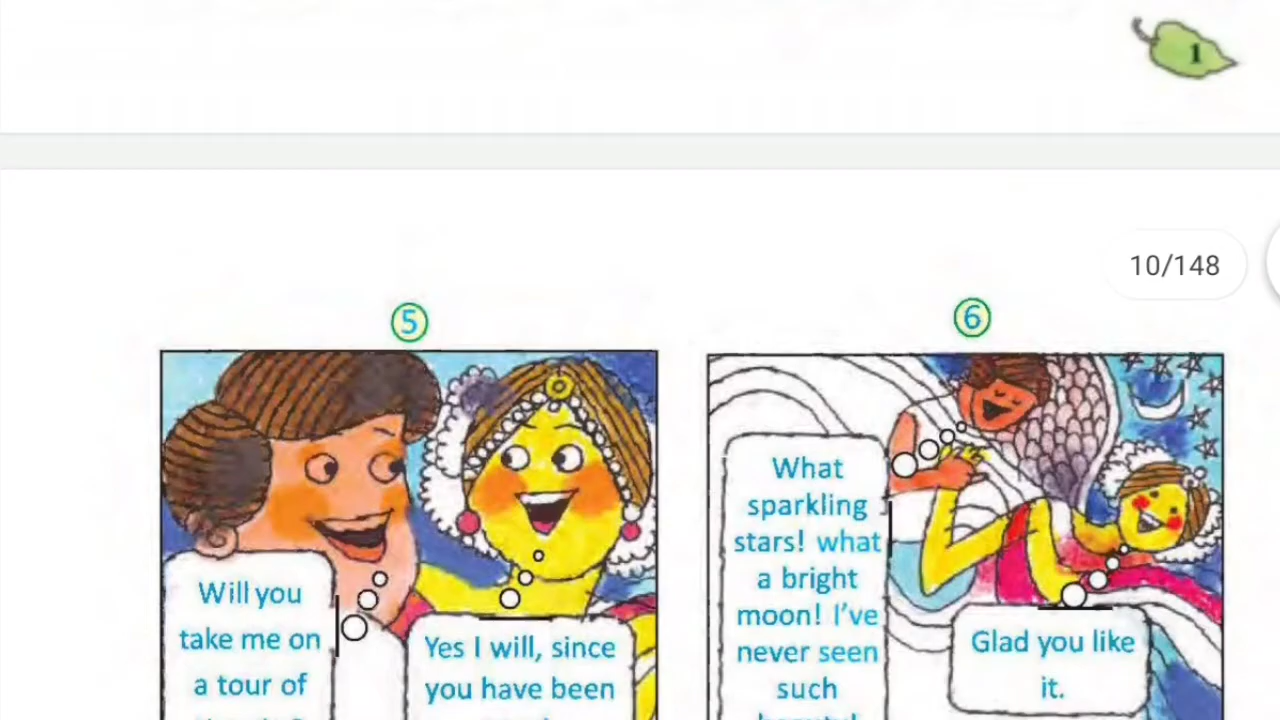 1
10/148
5
Will you
take me on
a tour of
Yes I will, since
you have been
6
What
sparkling
stars! what
a bright
moon! I've
never seen
such
Glad you like
it.